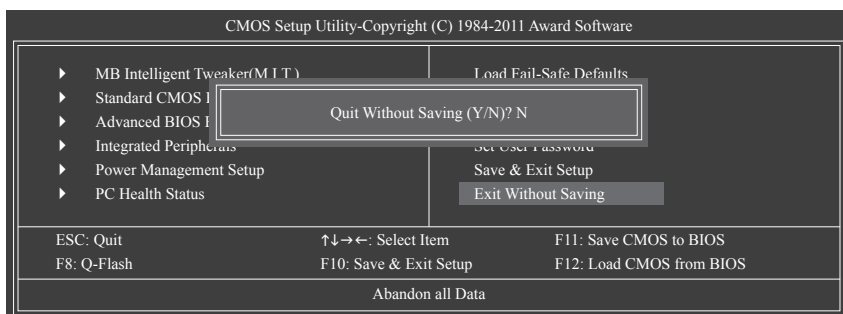 CMOS Setup Utility-Copyright (C) 1984-2011 Award Software
MB Intelligent Tweaker(M.I.T.)
Standard CMOS
Advanced BIOS
Integrated Peripherals
Power Management Setup
PC Health Status
Load Fail-Safe Defaults
Set User Password
Save & Exit Setup
Exit Without Saving
Quit Without Saving (Y/N)? N
ESC: Quit ↑↓→←: Select Item F11: Save CMOS to BIOS
F8: Q-Flash F10: Save & Exit Setup F12: Load CMOS from BIOS
Abandon all Data